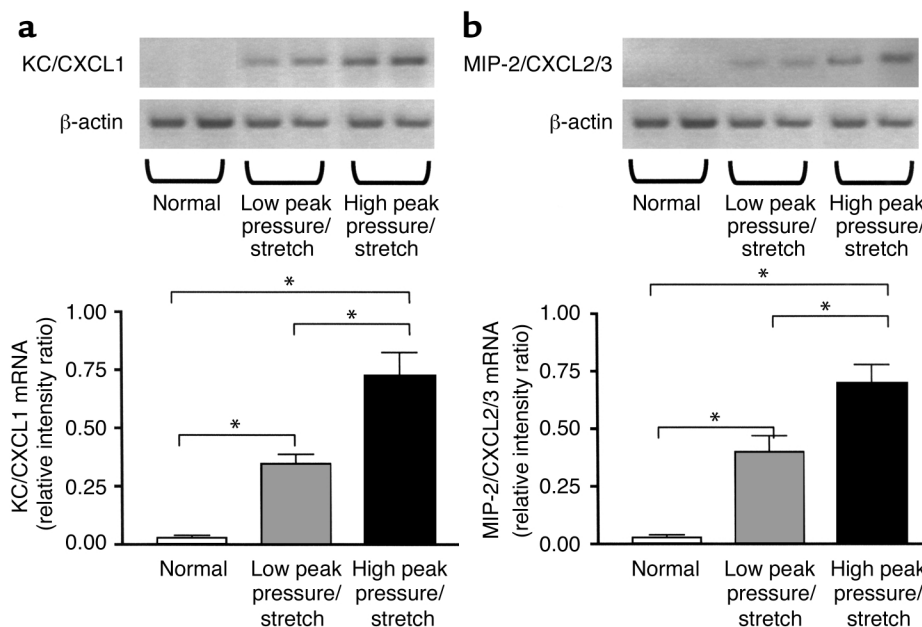 a
KC/CXCL1
β-actin
Normal
Low peak
pressure/
stretch
High peak
pressure/
stretch
*
*
*
1.00
0.75
0.50
0.25
0.00
KC/CXCL1 mRNA
(relative intensity ratio)
Normal
Low peak
pressure/
stretch
High peak
pressure/
stretch
b
MIP-2/CXCL2/3
β-actin
Normal
Low peak
pressure/
stretch
High peak
pressure/
stretch
*
*
*
1.00
0.75
0.50
0.25
0.00
MIP-2/CXCL2/3 mRNA
(relative intensity ratio)
Normal
Low peak
pressure/
stretch
High peak
pressure/
stretch